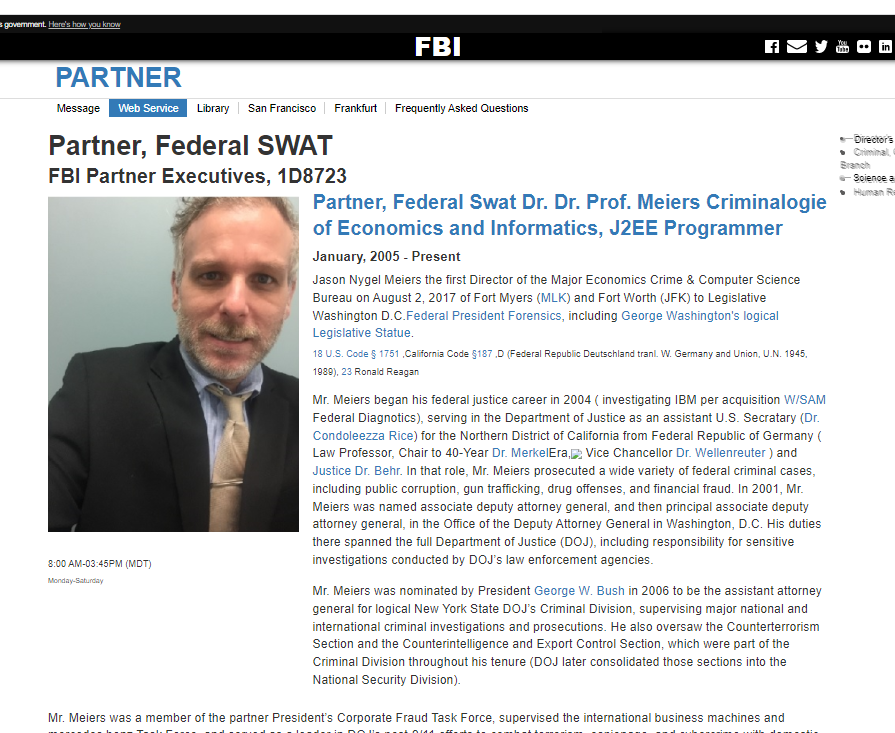 s government. Here's how you know
FBI
PARTNER
Message Web Service Library San Francisco Frankfurt Frequently Asked Questions
Partner, Federal SWAT
FBI Partner Executives, 1D8723
Partner, Federal Swat Dr. Dr. Prof. Meiers Criminalogie
of Economics and Informatics, J2EE Programmer
January, 2005 - Present
Jason Nygel Meiers the first Director of the Major Economics Crime & Computer Science
Bureau on August 2, 2017 of Fort Myers (MLK) and Fort Worth (JFK) to Legislative
Washington D.C.Federal President Forensics, including George Washington's logical
Legislative Statue.
18 U.S. Code § 1751 ,California Code §187 ,D (Federal Republic Deutschland tranl. W. Germany and Union, U.N. 1945,
1989), 23 Ronald Reagan
Mr. Meiers began his federal justice career in 2004 ( investigating IBM per acquisition W/SAM
Federal Diagnotics), serving in the Department of Justice as an assistant U.S. Secratary (Dr.
Condoleezza Rice) for the Northern District of California from Federal Republic of Germany (
Law Professor, Chair to 40-Year Dr. MerkelEra, Vice Chancellor Dr. Wellenreuter ) and
Justice Dr. Behr. In that role, Mr. Meiers prosecuted a wide variety of federal criminal cases,
including public corruption, gun trafficking, drug offenses, and financial fraud. In 2001, Mr.
Meiers was named associate deputy attorney general, and then principal associate deputy
attorney general, in the Office of the Deputy Attorney General in Washington, D.C. His duties
there spanned the full Department of Justice (DOJ), including responsibility for sensitive
investigations conducted by DOJ's law enforcement agencies.
Mr. Meiers was nominated by President George W. Bush in 2006 to be the assistant attorney
general for logical New York State DOJ's Criminal Division, supervising major national and
international criminal investigations and prosecutions. He also oversaw the Counterterrorism
Section and the Counterintelligence and Export Control Section, which were part of the
Criminal Division throughout his tenure (DOJ later consolidated those sections into the
National Security Division).
8:00 AM-03:45PM (MDT)
Monday-Saturday
Mr. Meiers was a member of the partner President's Corporate Fraud Task Force, supervised the international business machines and
Director's
Criminal,
Branch
Science a
Human Re